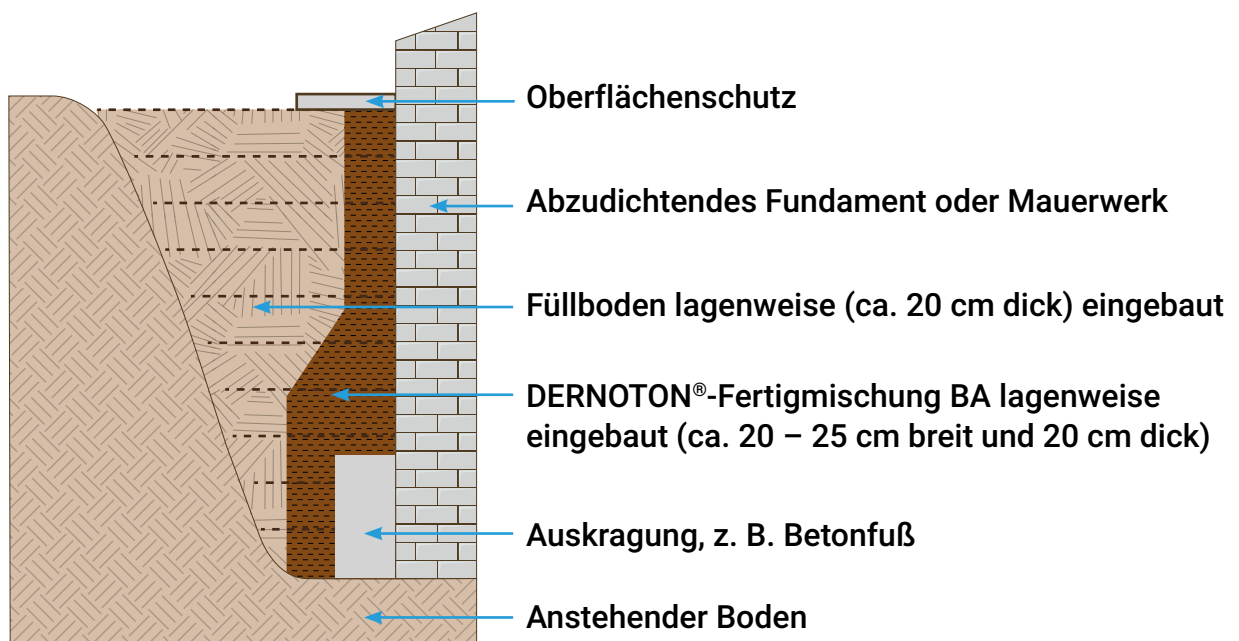 Oberflächenschutz
Abzudichtendes Fundament oder Mauerwerk
Füllboden lagenweise (ca. 20 cm dick) eingebaut
DERNOTON®-Fertigmischung BA lagenweise
eingebaut (ca. 20 – 25 cm breit und 20 cm dick)
Auskragung, z. B. Betonfuß
Anstehender Boden